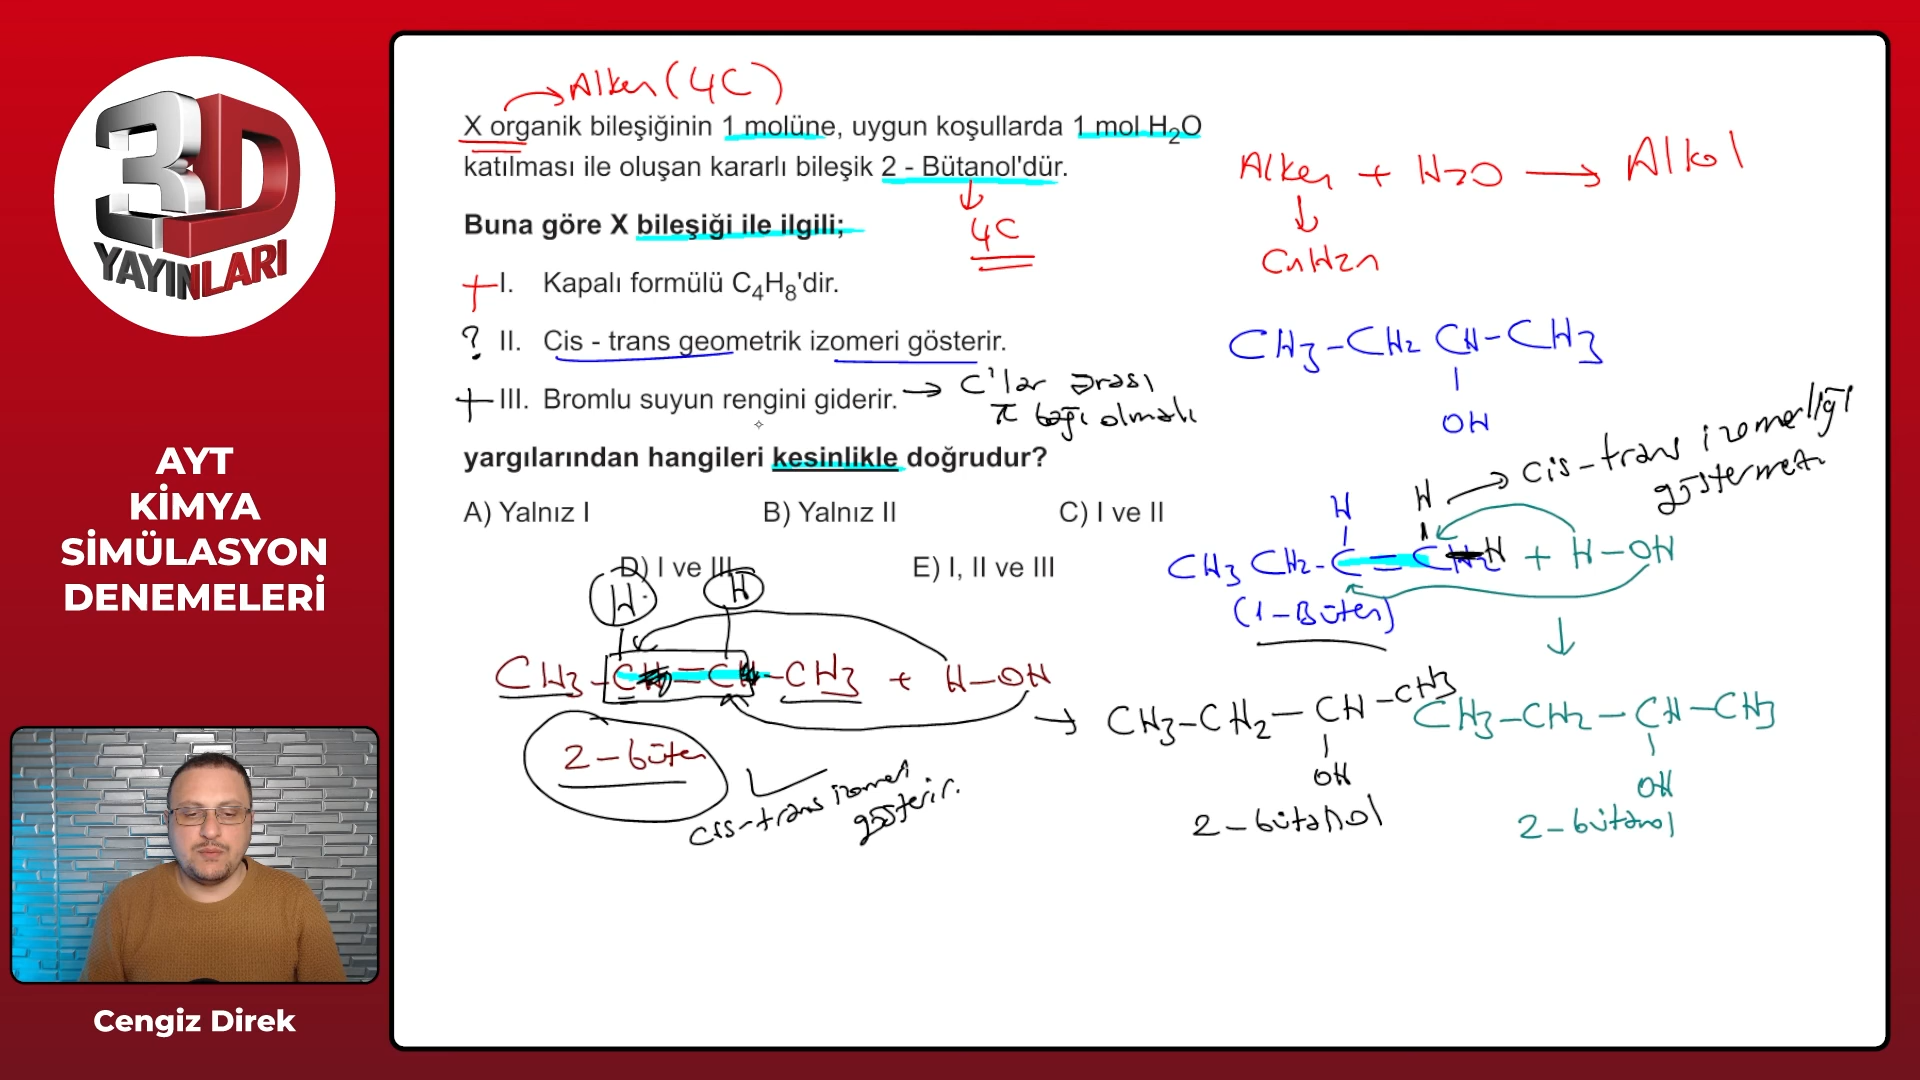 3D
YAYINLARI
AYT
KİMYA
SİMÜLASYON
DENEMELERİ
Cengiz Direk
Alken (4C)
X organik bileşiğinin 1 molüne, uygun koşullarda 1 mol H₂O
katılması ile oluşan kararlı bileşik 2 - Bütanol'dür.
4C
Buna göre X bileşiği ile ilgili;
+ I. Kapalı formülü C₄H₈'dir.
? II. Cis - trans geometrik izomeri gösterir.
+ III. Bromlu suyun rengini giderir. → C'lar arası
π bağı olmalı
yargılarından hangileri kesinlikle doğrudur?
A) Yalnız I B) Yalnız II C) I ve II
D) I ve III E) I, II ve III
Alken + H2O → Alkol
CnH2n
CH3-CH2 CH-CH3
OH
cis-trans izomerliği
göstermez
H H
CH3 CH2-C=C-H + H-OH
(1-Büten)
CH3-CH2-CH-CH3
OH
2-bütanol
H H
CH3-C=C-CH3 + H-OH → CH3-CH2-CH-CH3
OH
2-bütanol
2-büten
cis-trans izomeri
gösterir.